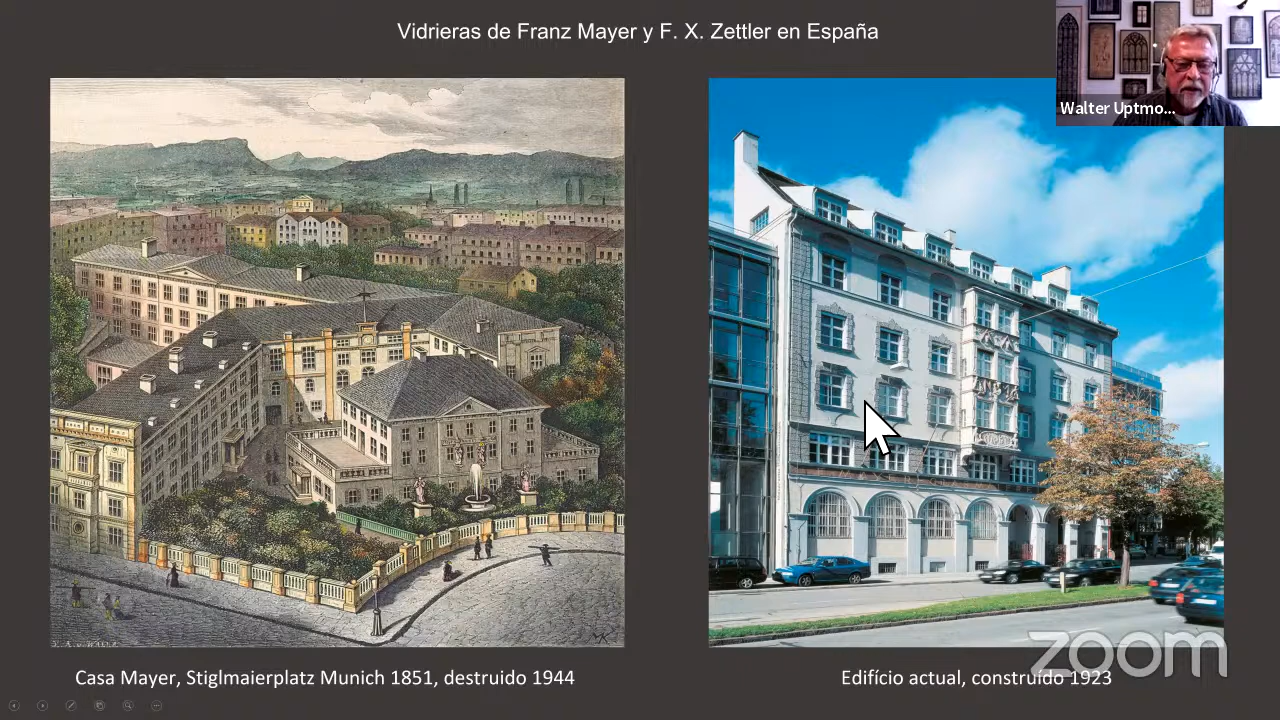 Vidrieras de Franz Mayer y F. X. Zettler en España
Walter Uptmo...
Casa Mayer, Stiglmaierplatz Munich 1851, destruido 1944
Edifício actual, construído 1923
zoom